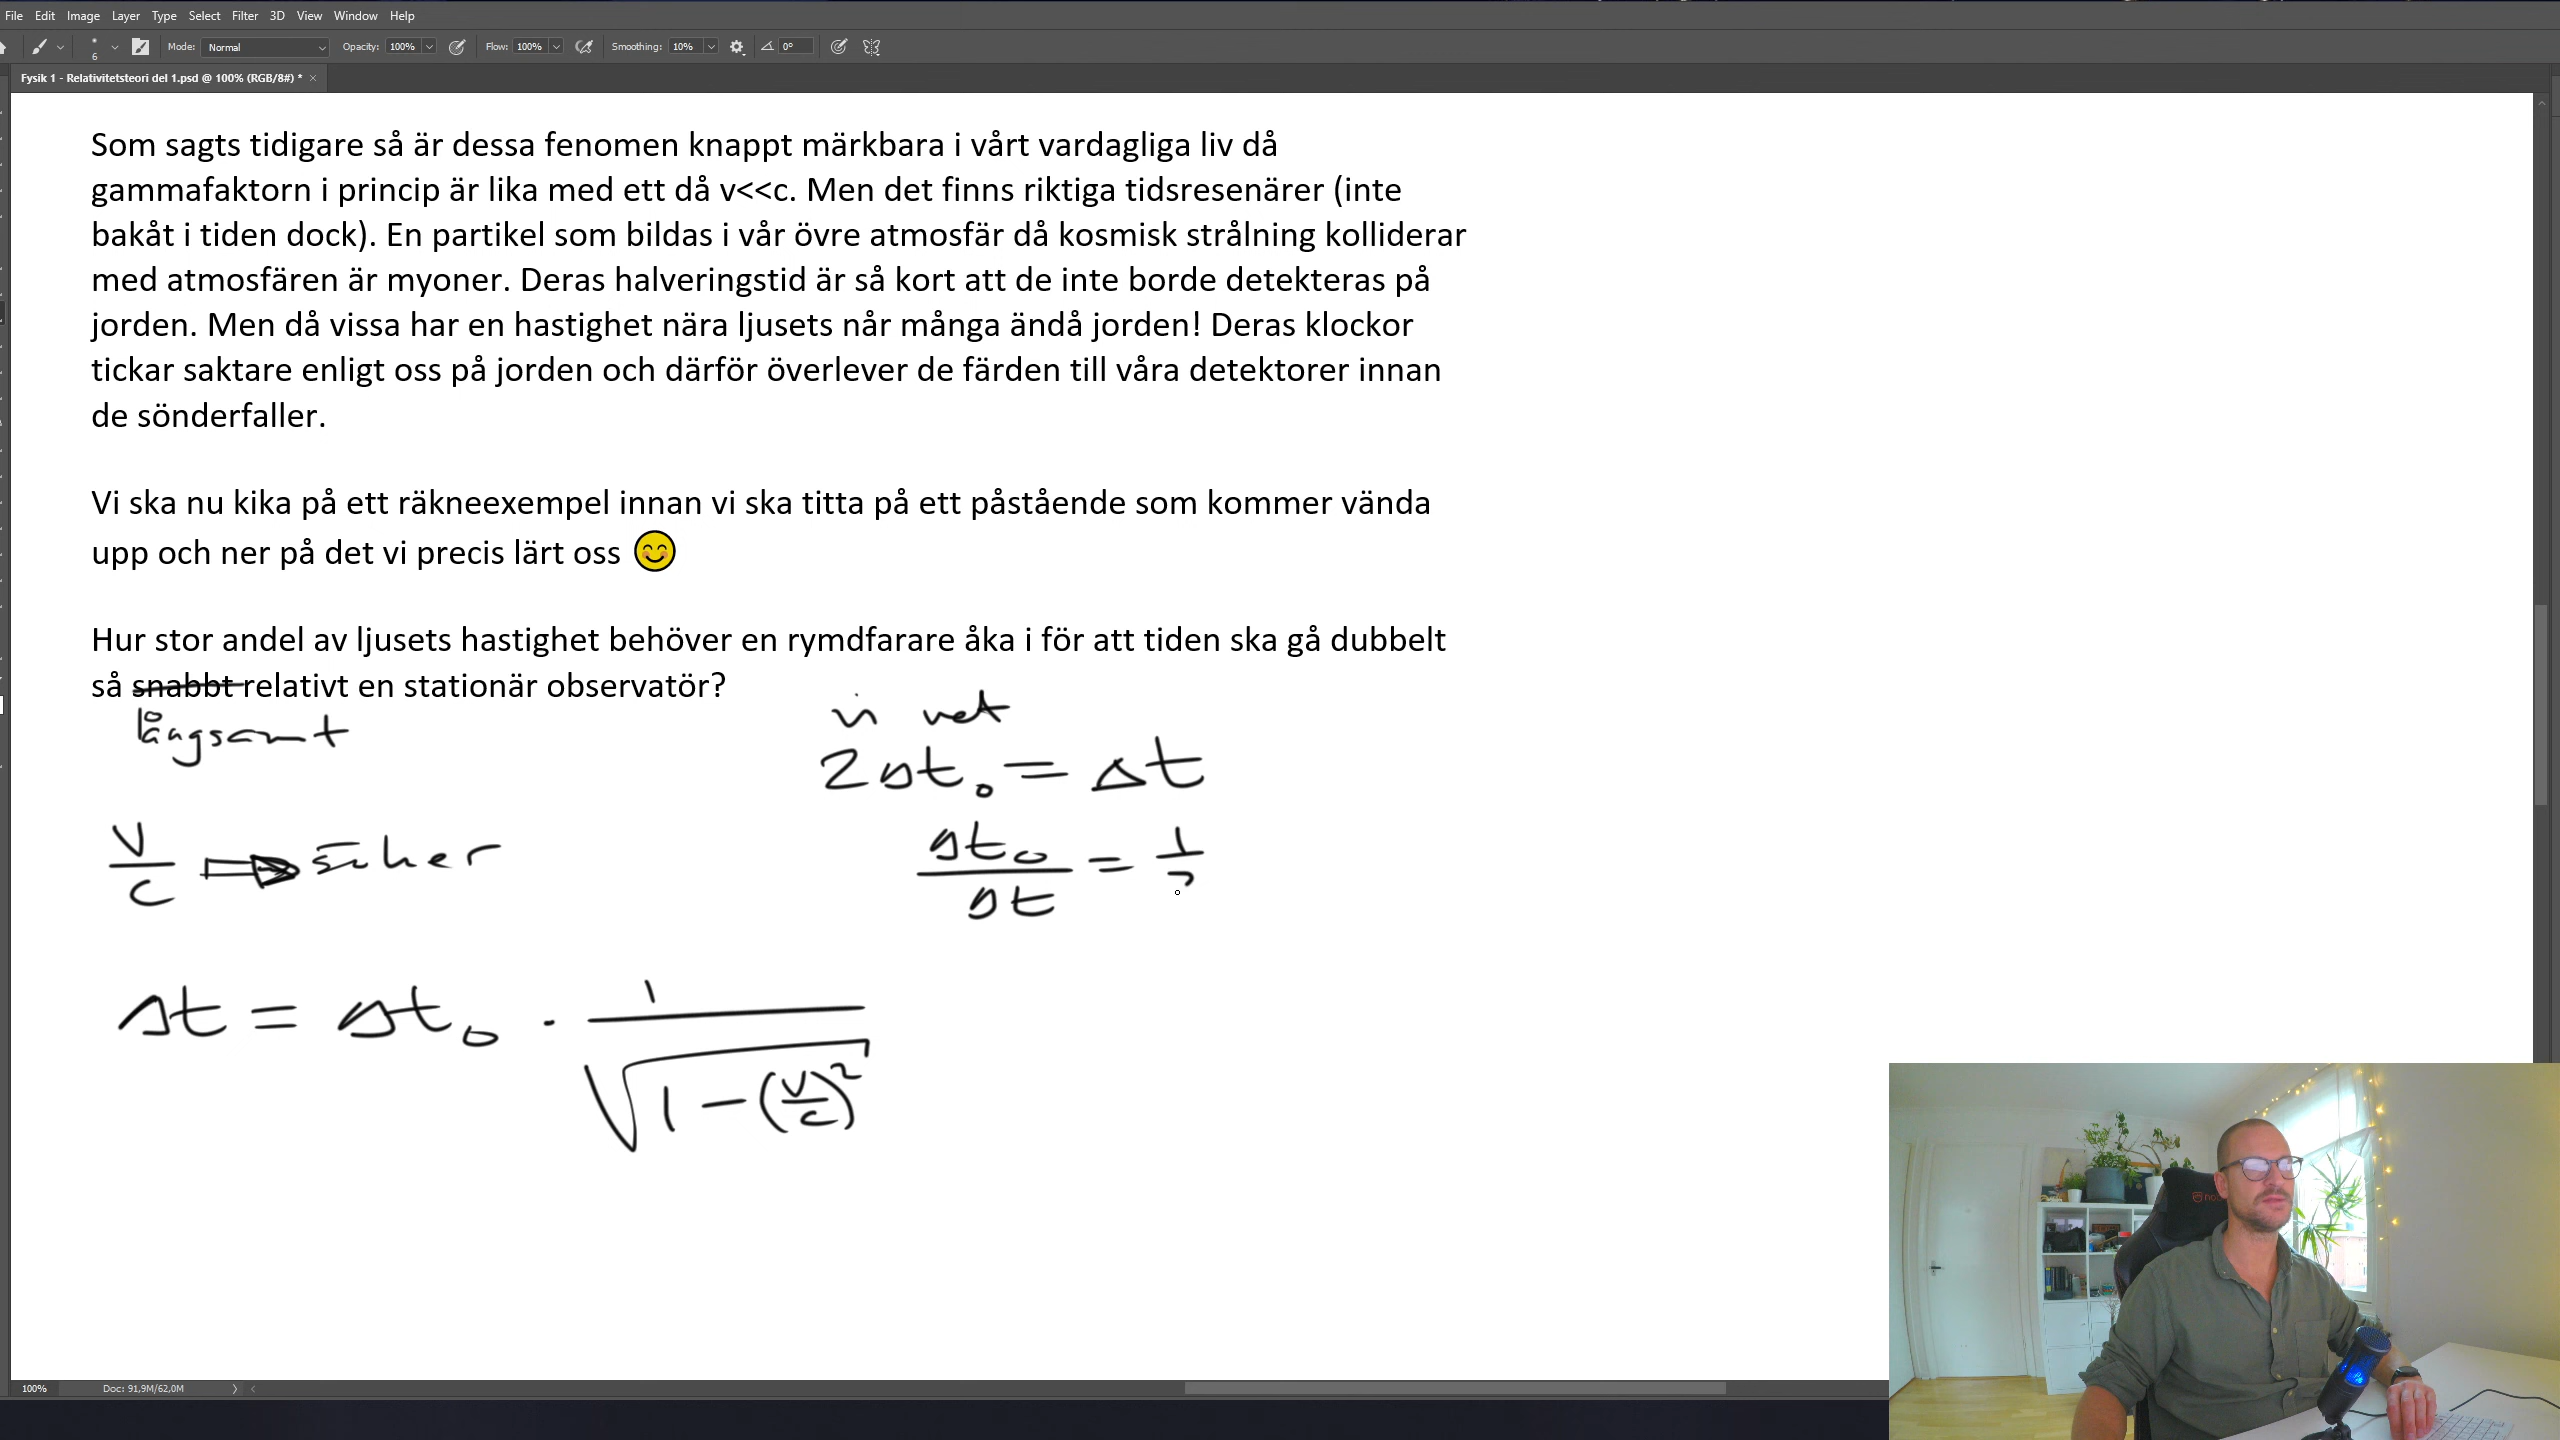 File Edit Image Layer Type Select Filter 3D View Window Help
6 Mode: Normal Opacity: 100% Flow: 100% Smoothing: 10% 0°
Fysik 1 - Relativitetsteori del 1.psd @ 100% (RGB/8#) * ×
Som sagts tidigare så är dessa fenomen knappt märkbara i vårt vardagliga liv då
gammafaktorn i princip är lika med ett då v<<c. Men det finns riktiga tidsresenärer (inte
bakåt i tiden dock). En partikel som bildas i vår övre atmosfär då kosmisk strålning kolliderar
med atmosfären är myoner. Deras halveringstid är så kort att de inte borde detekteras på
jorden. Men då vissa har en hastighet nära ljusets når många ändå jorden! Deras klockor
tickar saktare enligt oss på jorden och därför överlever de färden till våra detektorer innan
de sönderfaller.
Vi ska nu kika på ett räkneexempel innan vi ska titta på ett påstående som kommer vända
upp och ner på det vi precis lärt oss 😊
Hur stor andel av ljusets hastighet behöver en rymdfarare åka i för att tiden ska gå dubbelt
så snabbt relativt en stationär observatör?
långsamt
vi vet
2Δt₀ = Δt
v/c ⇒ söker
Δt₀/Δt = 1/2
Δt = Δt₀ · 1/√(1 − (v/c)²)
100% Doc: 91,9M/62,0M